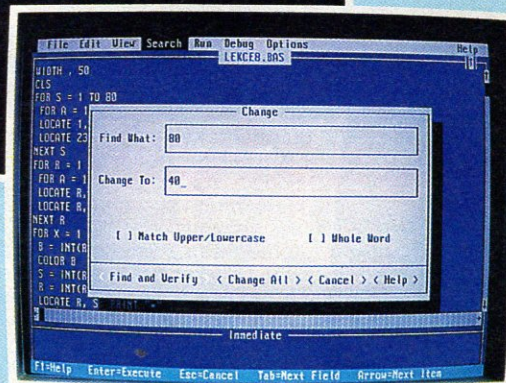 File Edit View Search Run Debug Options Help
LEKCE8.BAS
WIDTH , 50
CLS
FOR S = 1 TO 80
FOR A = 1
LOCATE 1,
LOCATE 23
NEXT S
FOR R = 1
FOR A = 1
LOCATE R,
LOCATE R,
NEXT R
FOR X = 1
B = INT(R
COLOR B
S = INT(R
R = INT(R
LOCATE R, S
Change
Find What: 80
Change To: 40_
[ ] Match Upper/Lowercase [ ] Whole Word
< Find and Verify > < Change All > < Cancel > < Help >
Immediate
F1=Help Enter=Execute Esc=Cancel Tab=Next Field Arrow=Next Item